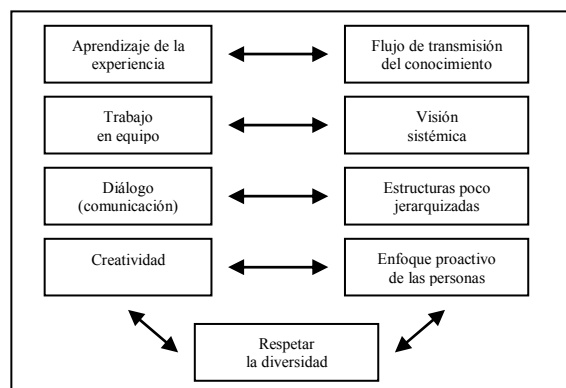 Aprendizaje de la
experiencia
Flujo de transmisión
del conocimiento
Trabajo
en equipo
Visión
sistémica
Diálogo
(comunicación)
Estructuras poco
jerarquizadas
Creatividad
Enfoque proactivo
de las personas
Respetar
la diversidad